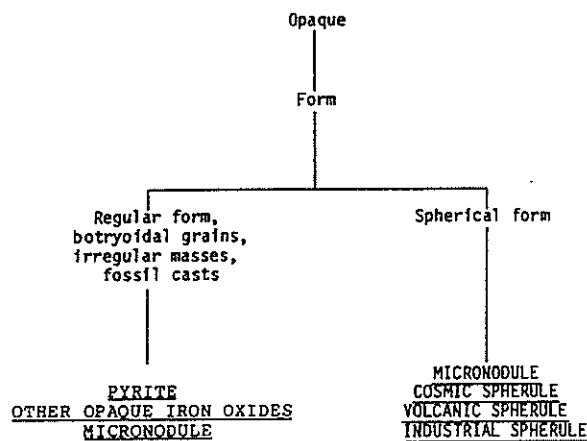 Opaque
Form
Regular form,
botryoidal grains,
irregular masses,
fossil casts
Spherical form
PYRITE
OTHER OPAQUE IRON OXIDES
MICRONODULE
MICRONODULE
COSMIC SPHERULE
VOLCANIC SPHERULE
INDUSTRIAL SPHERULE